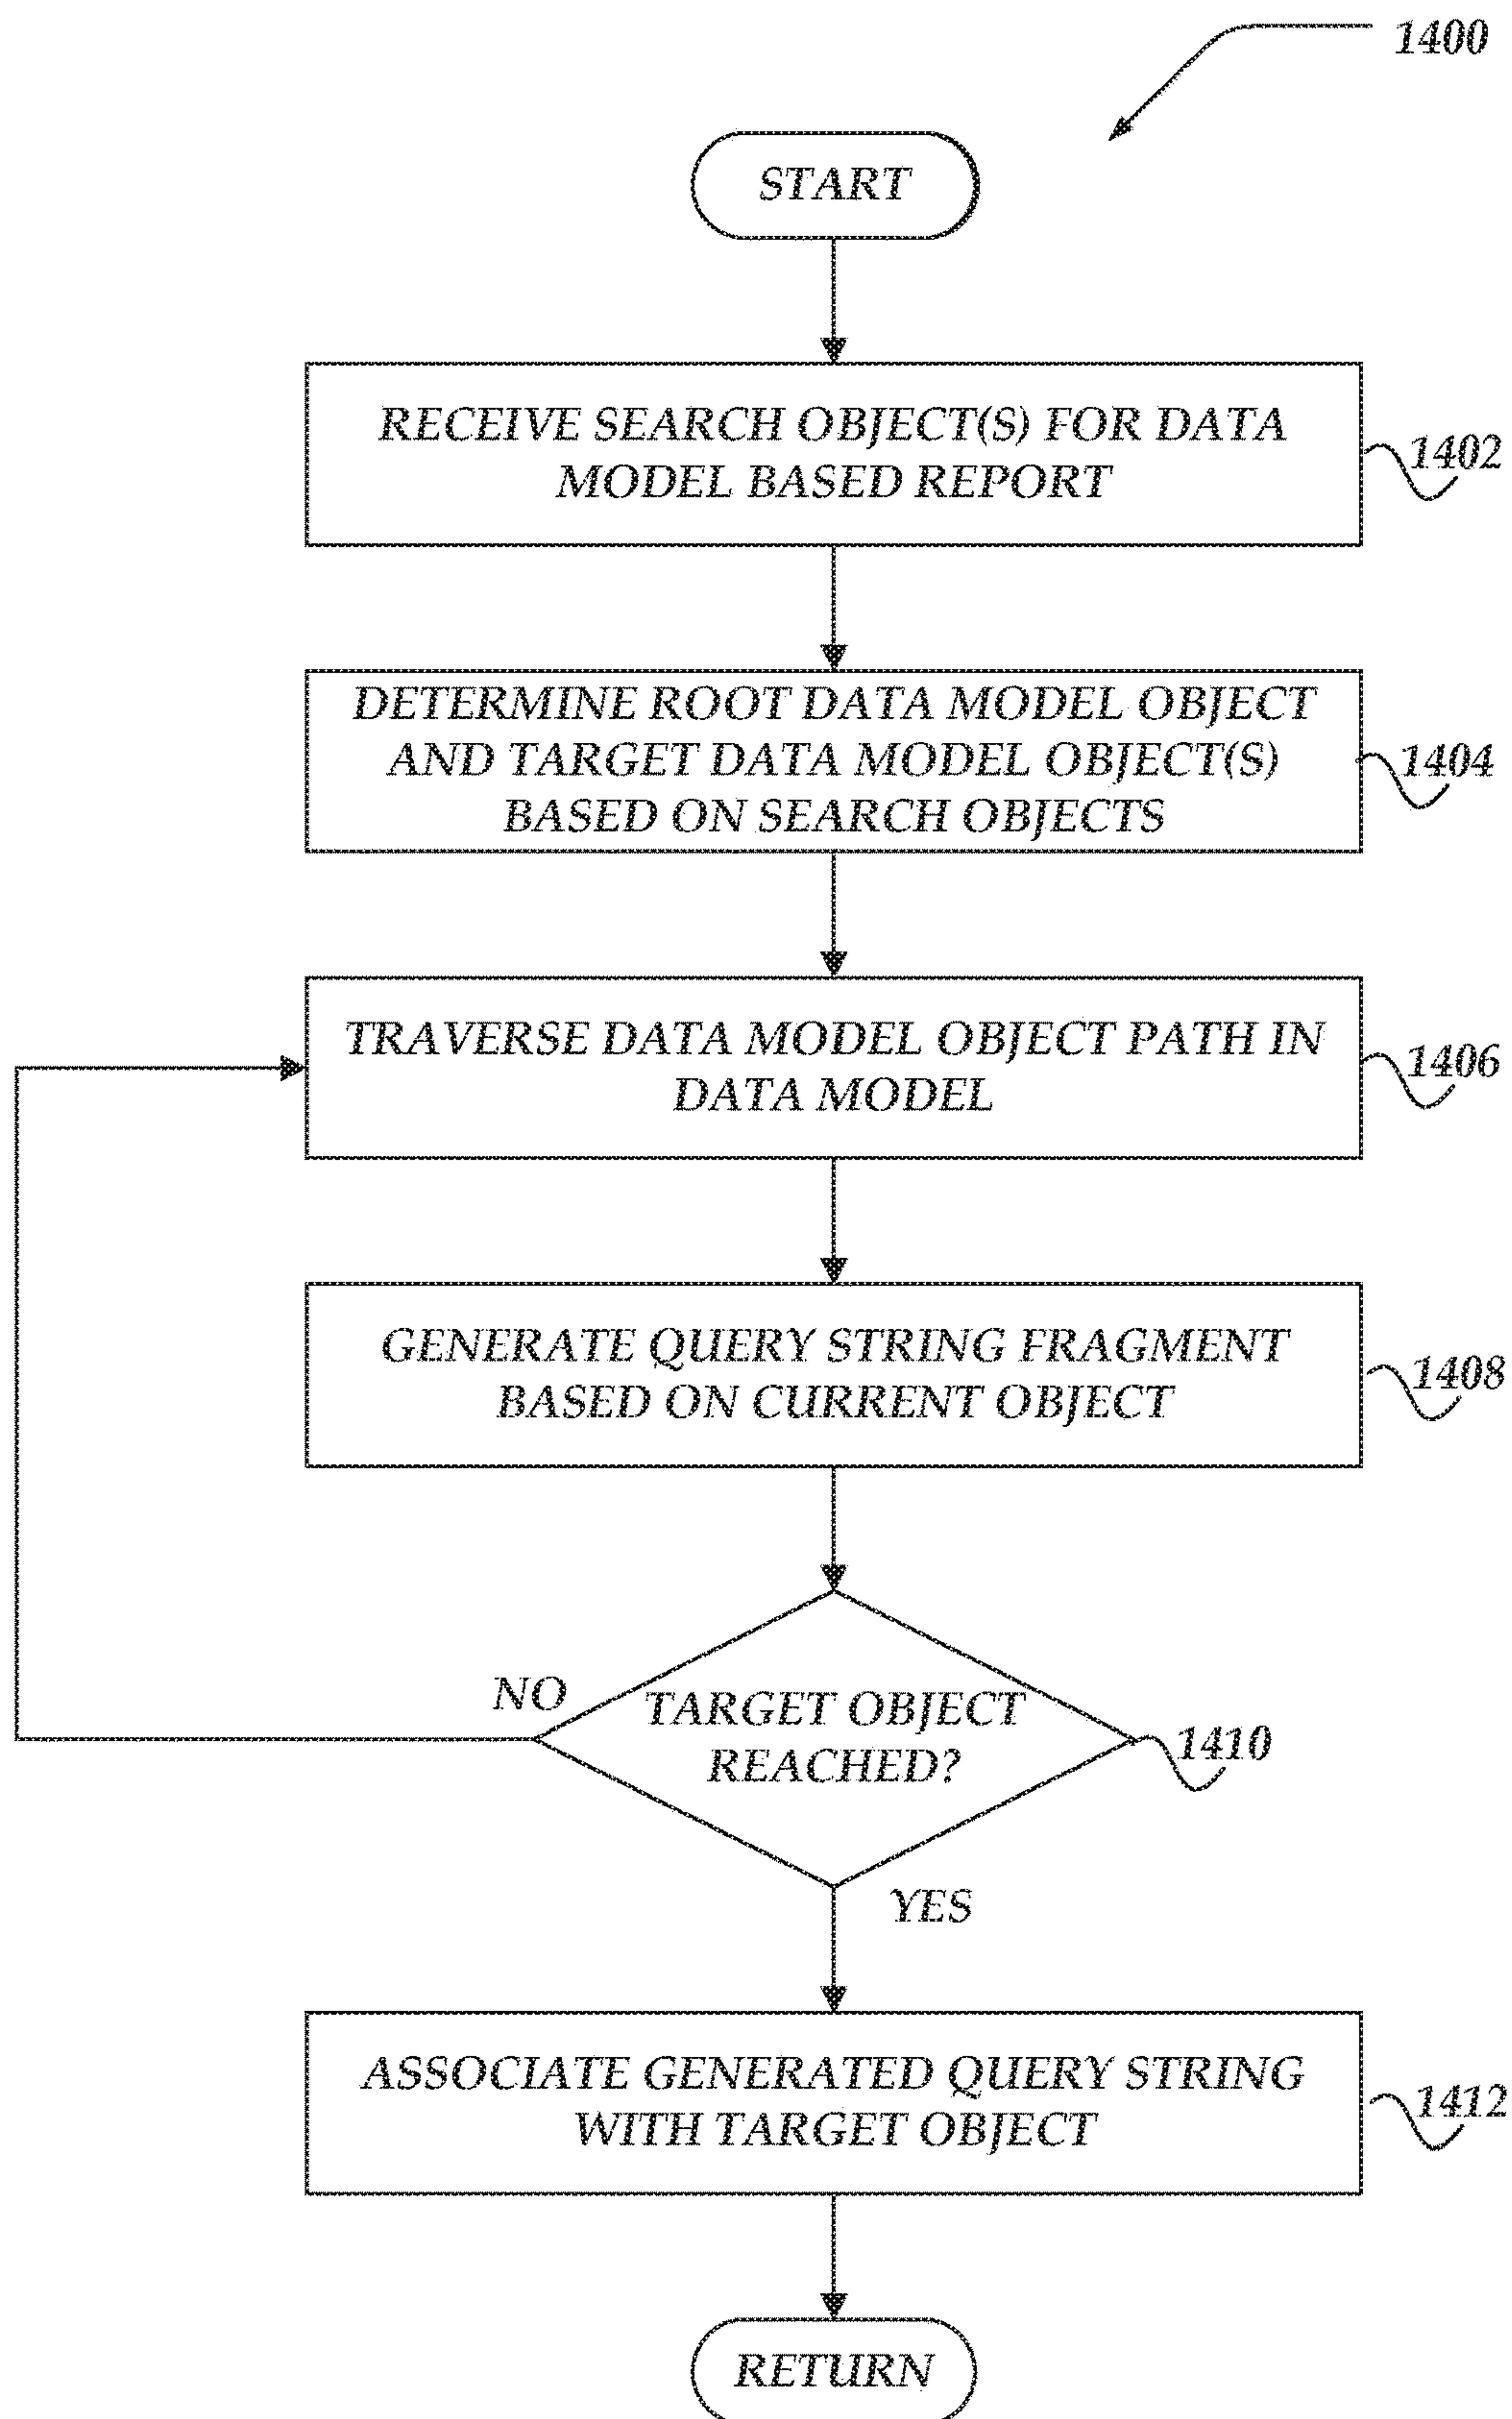 1400
START
RECEIVE SEARCH OBJECT(S) FOR DATA
MODEL BASED REPORT
1402
DETERMINE ROOT DATA MODEL OBJECT
AND TARGET DATA MODEL OBJECT(S)
BASED ON SEARCH OBJECTS
1404
TRAVERSE DATA MODEL OBJECT PATH IN
DATA MODEL
1406
GENERATE QUERY STRING FRAGMENT
BASED ON CURRENT OBJECT
1408
NO
TARGET OBJECT
REACHED?
1410
YES
ASSOCIATE GENERATED QUERY STRING
WITH TARGET OBJECT
1412
RETURN